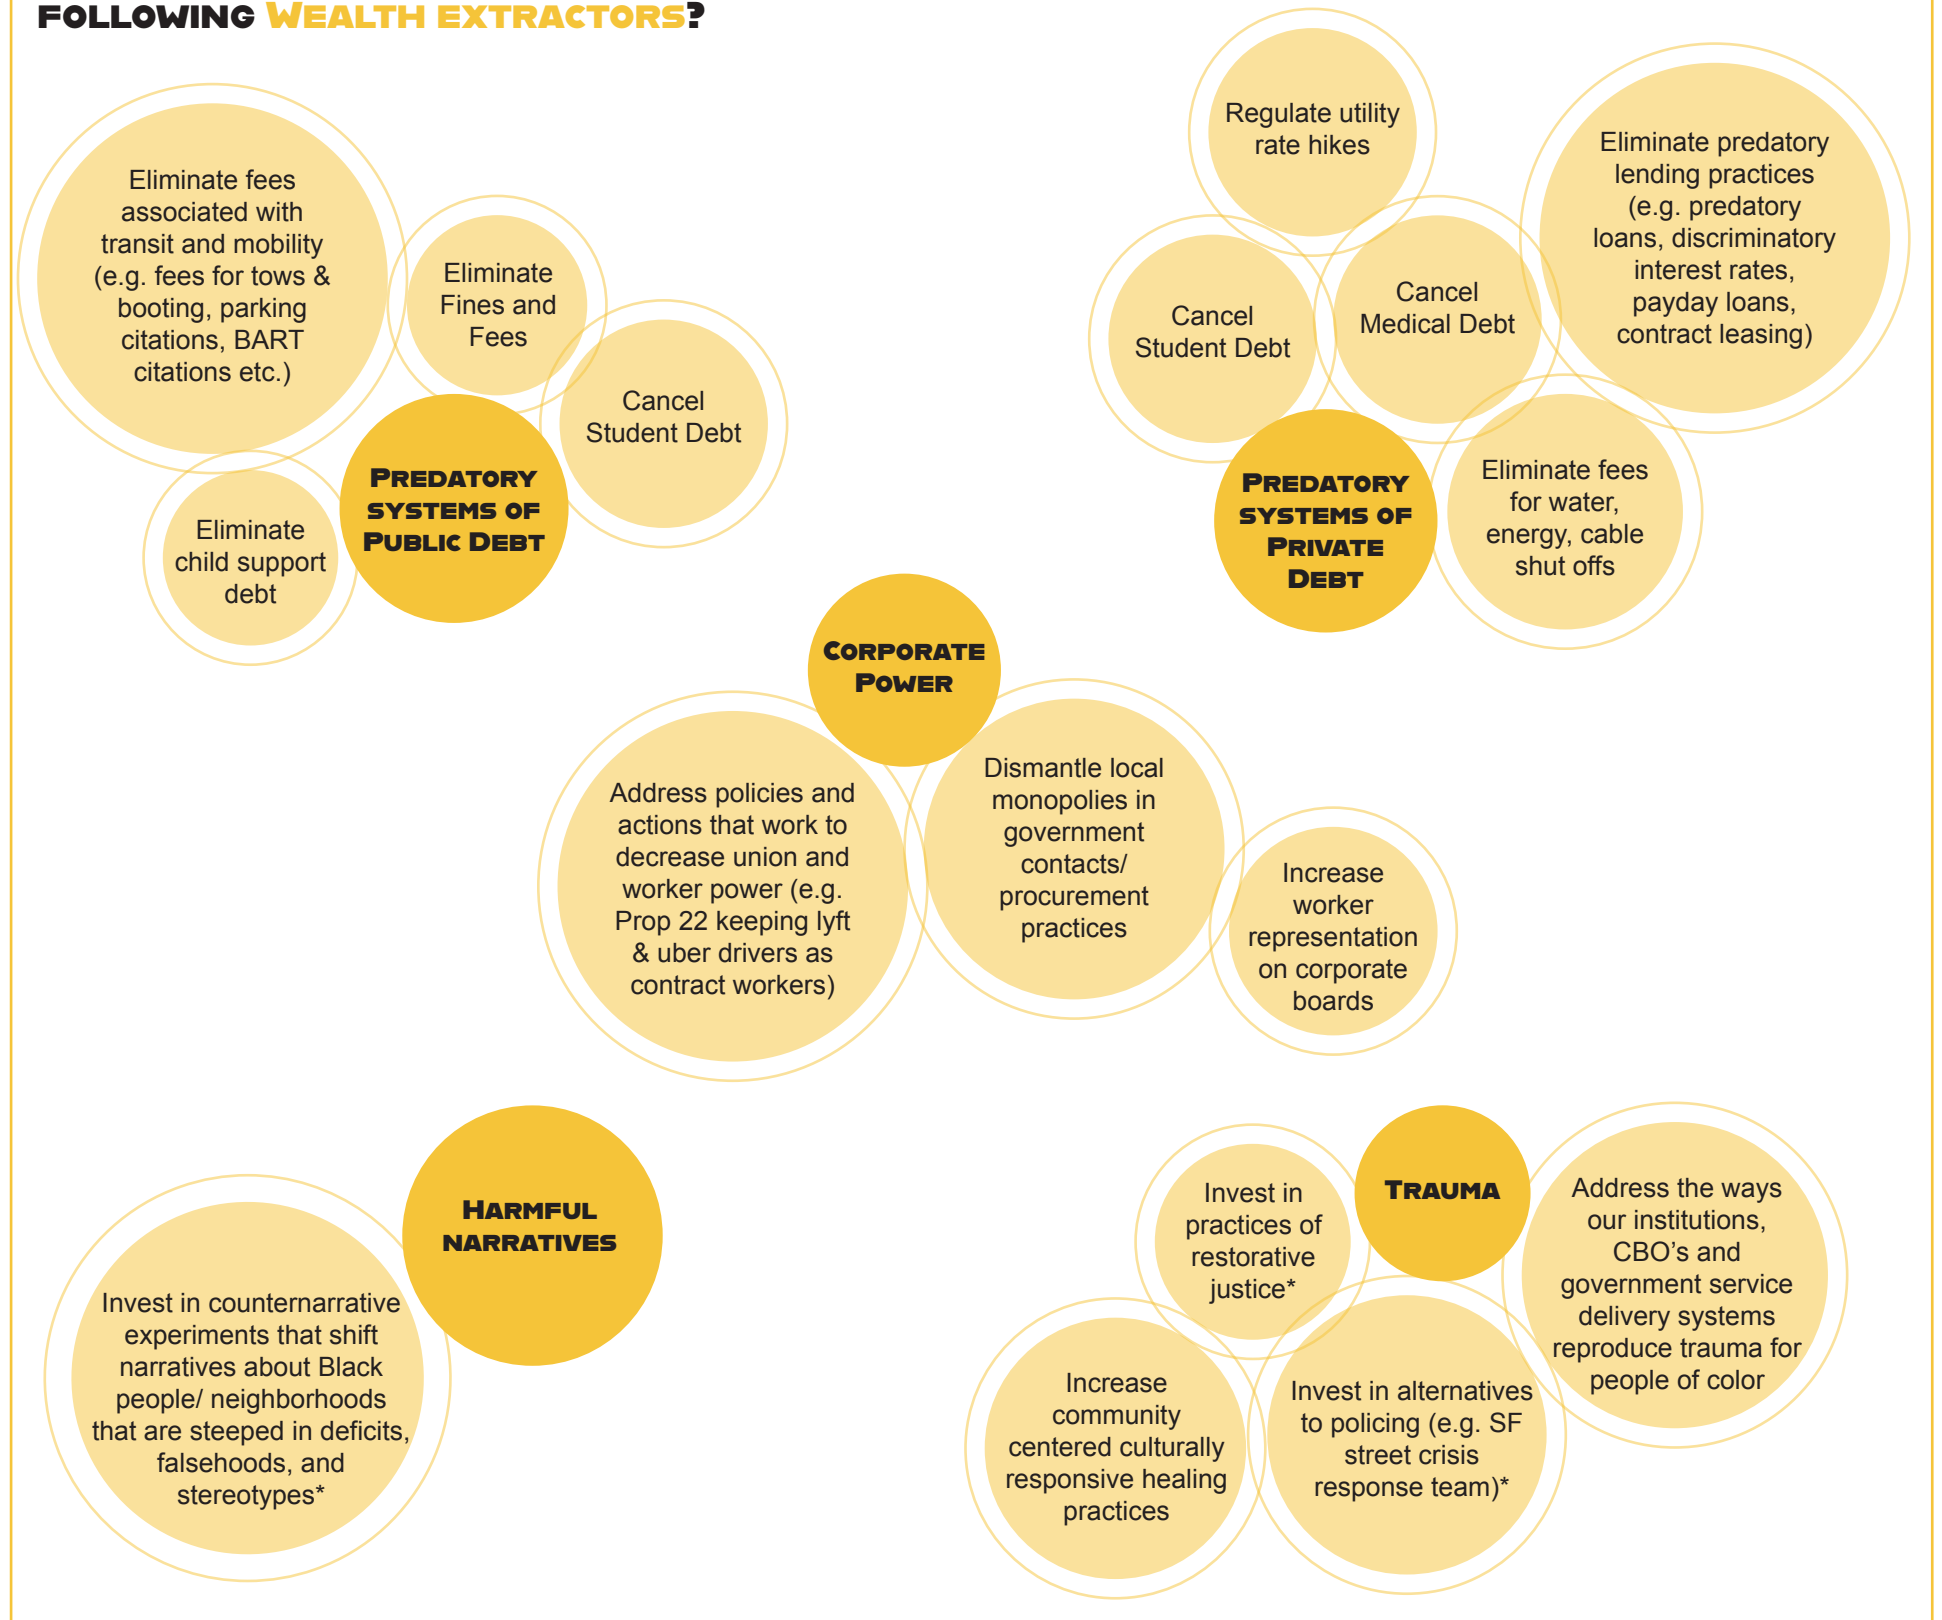 FOLLOWING WEALTH EXTRACTORS?
Eliminate fees
associated with
transit and mobility
(e.g. fees for tows &
booting, parking
citations, BART
citations etc.)
Eliminate
Fines and
Fees
Cancel
Student Debt
Eliminate
child support
debt
PREDATORY
SYSTEMS OF
PUBLIC DEBT
Regulate utility
rate hikes
Cancel
Student Debt
Cancel
Medical Debt
Eliminate predatory
lending practices
(e.g. predatory
loans, discriminatory
interest rates,
payday loans,
contract leasing)
PREDATORY
SYSTEMS OF
PRIVATE
DEBT
Eliminate fees
for water,
energy, cable
shut offs
CORPORATE
POWER
Address policies and
actions that work to
decrease union and
worker power (e.g.
Prop 22 keeping lyft
& uber drivers as
contract workers)
Dismantle local
monopolies in
government
contacts/
procurement
practices
Increase
worker
representation
on corporate
boards
HARMFUL
NARRATIVES
Invest in counternarrative
experiments that shift
narratives about Black
people/ neighborhoods
that are steeped in deficits,
falsehoods, and
stereotypes*
TRAUMA
Invest in
practices of
restorative
justice*
Address the ways
our institutions,
CBO's and
government service
delivery systems
reproduce trauma for
people of color
Increase
community
centered culturally
responsive healing
practices
Invest in alternatives
to policing (e.g. SF
street crisis
response team)*